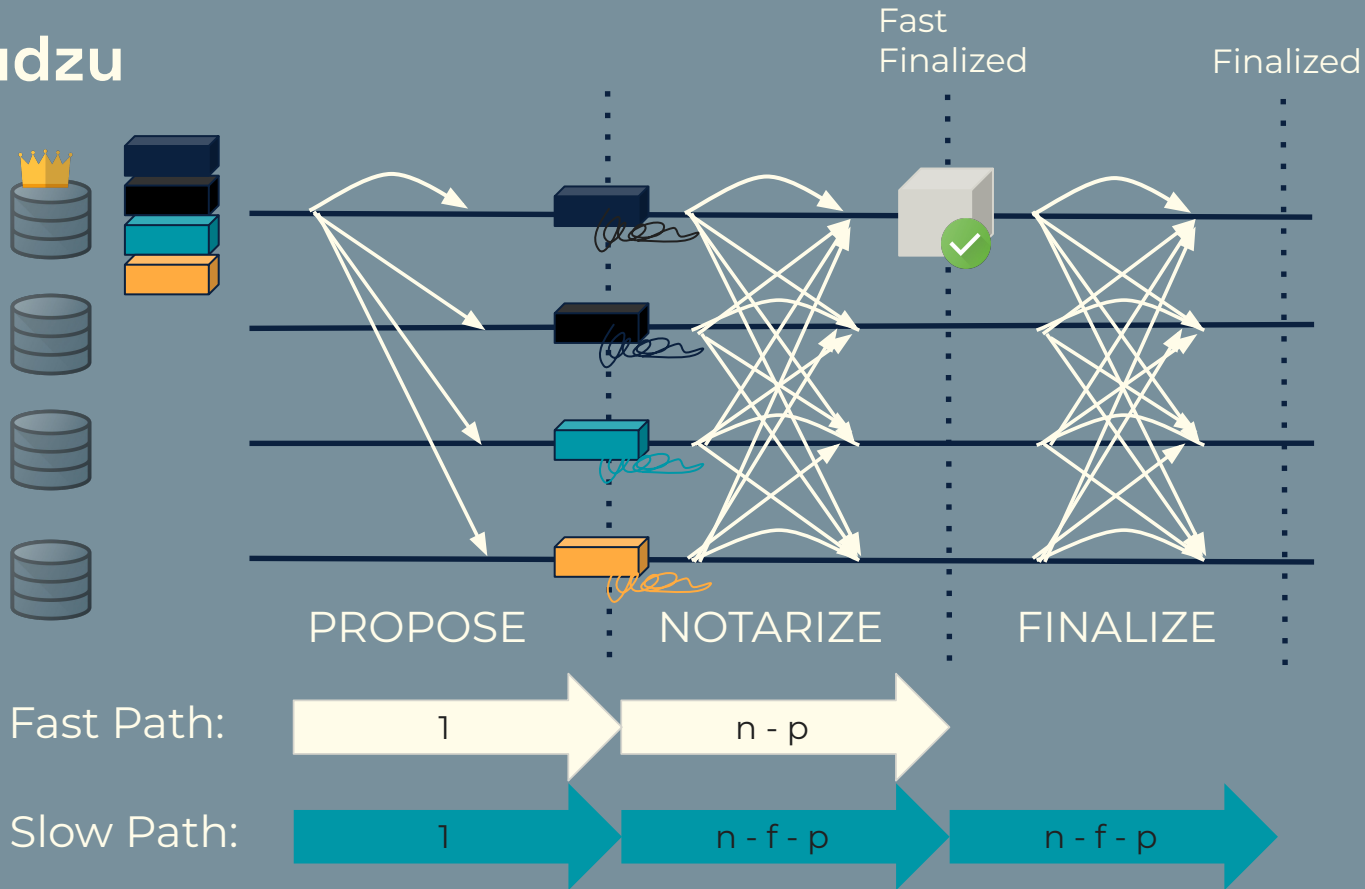 udzu
Fast
Finalized
Finalized
PROPOSE
NOTARIZE
FINALIZE
Fast Path:
1
n - p
Slow Path:
1
n - f - p
n - f - p